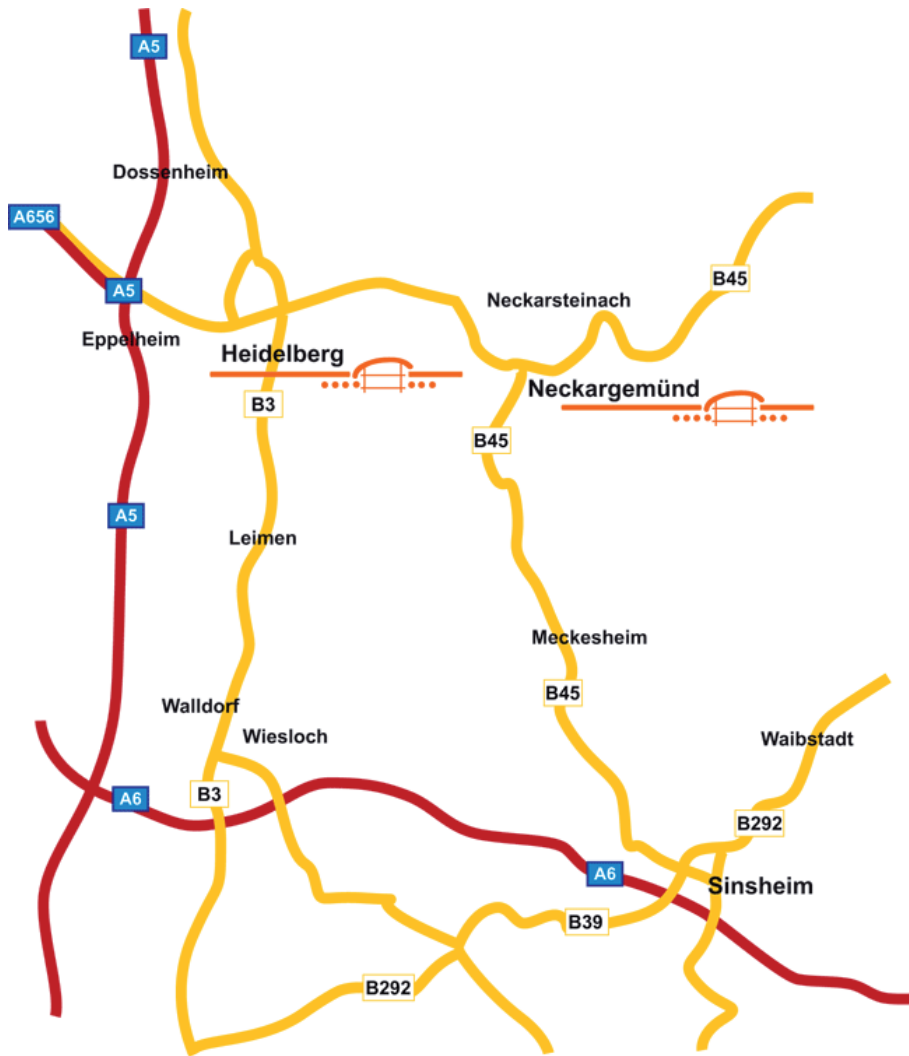 A5
Dossenheim
A656
B45
A5
Neckarsteinach
Eppelheim
Heidelberg
Neckargemünd
B3
B45
A5
Leimen
Meckesheim
B45
Walldorf
Wiesloch
Waibstadt
B3
A6
B292
A6
Sinsheim
B39
B292